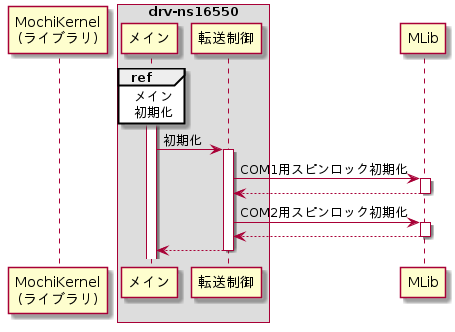 drv-ns16550
MochiKernel
(ライブラリ)
メイン
転送制御
MLib
ref
メイン
初期化
初期化
COM1用スピンロック初期化
COM2用スピンロック初期化
MochiKernel
(ライブラリ)
メイン
転送制御
MLib